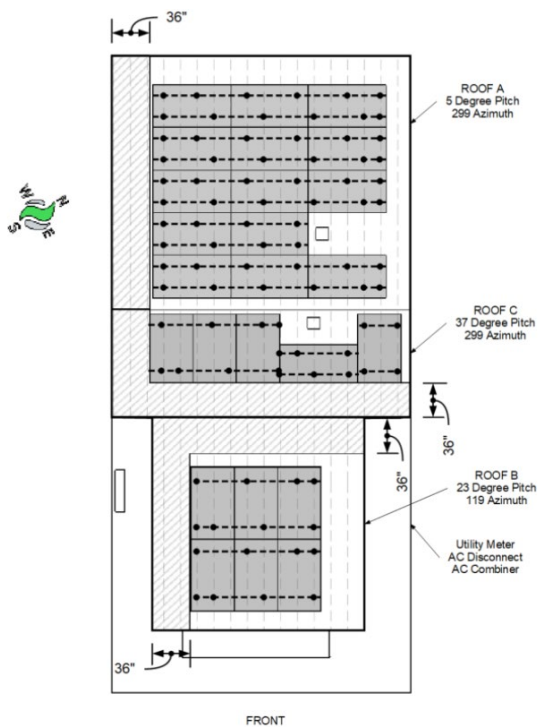 36"
ROOF A
5 Degree Pitch
299 Azimuth
W
N
S
E
ROOF C
37 Degree Pitch
299 Azimuth
36"
36"
ROOF B
23 Degree Pitch
119 Azimuth
Utility Meter
AC Disconnect
AC Combiner
36"
FRONT